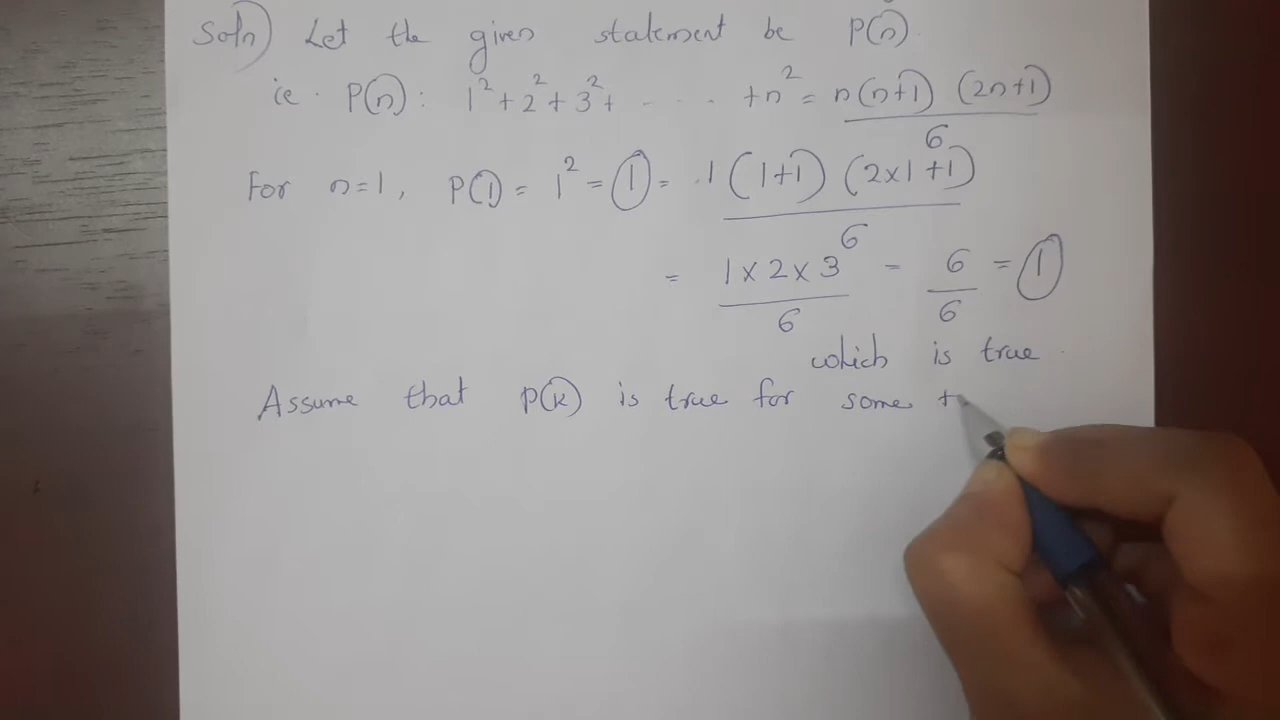 Soln) Let the given statement be P(n).
ie. P(n): 1² + 2² + 3² + - . . . + n² = n(n+1) (2n+1) / 6
For n=1, P(1) = 1² = 1 = 1 (1+1) (2×1+1) / 6
= 1×2×3 / 6 = 6 / 6 = 1
which is true.
Assume that P(k) is true for some